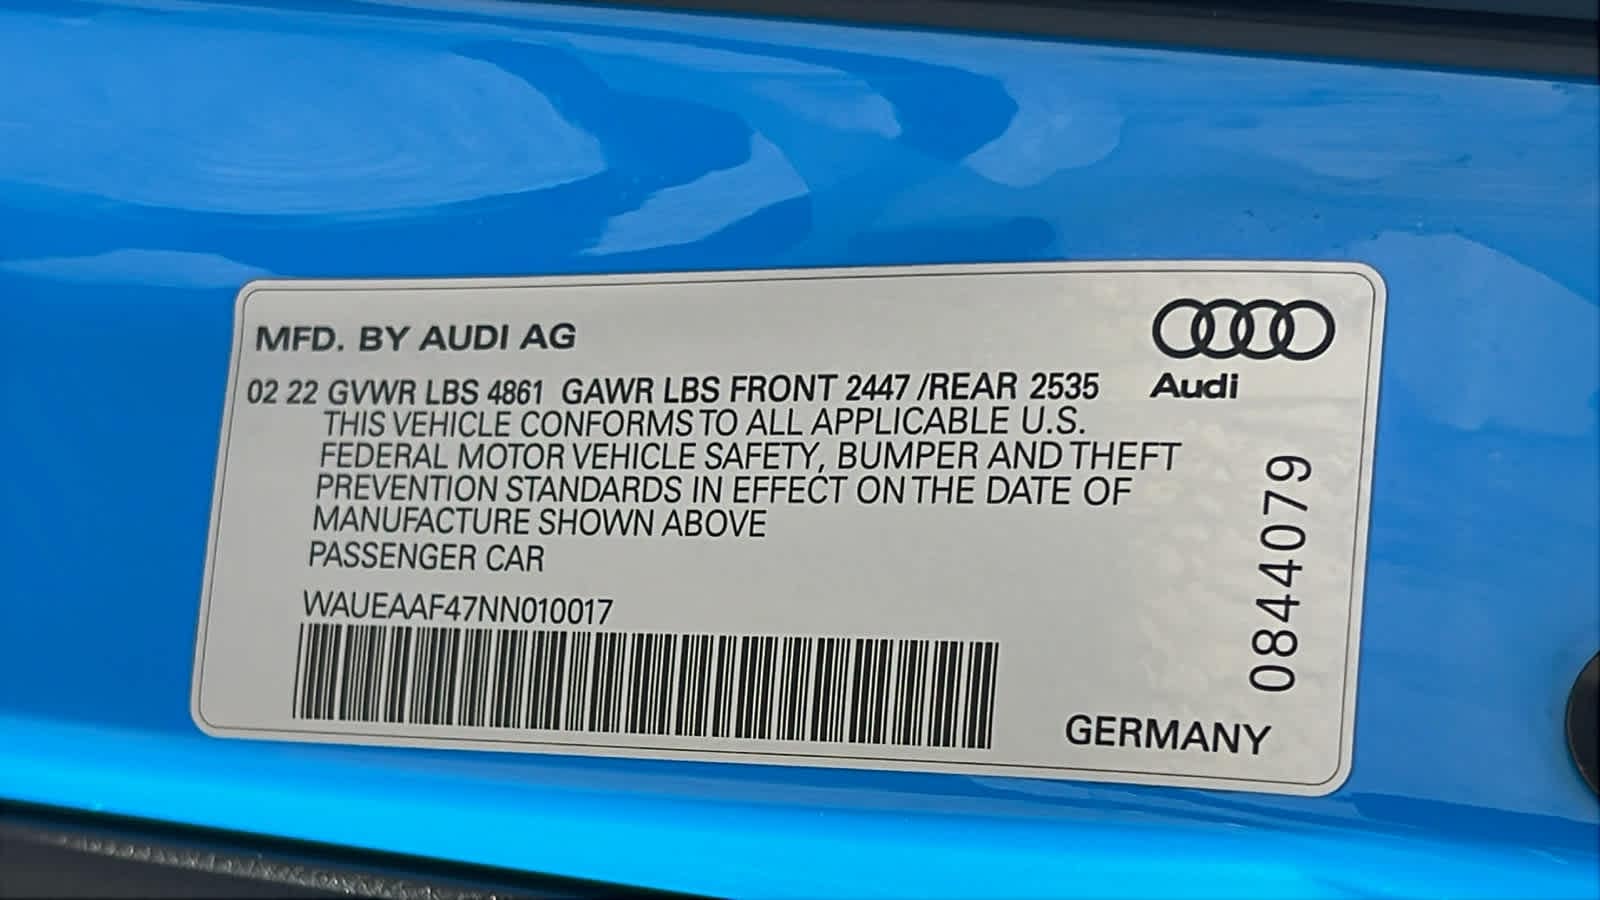 MFD. BY AUDI AG
Audi
02 22 GVWR LBS 4861 GAWR LBS FRONT 2447 /REAR 2535
THIS VEHICLE CONFORMS TO ALL APPLICABLE U.S.
FEDERAL MOTOR VEHICLE SAFETY, BUMPER AND THEFT
PREVENTION STANDARDS IN EFFECT ON THE DATE OF
MANUFACTURE SHOWN ABOVE
PASSENGER CAR
WAUEAAF47NN010017
0844079
GERMANY